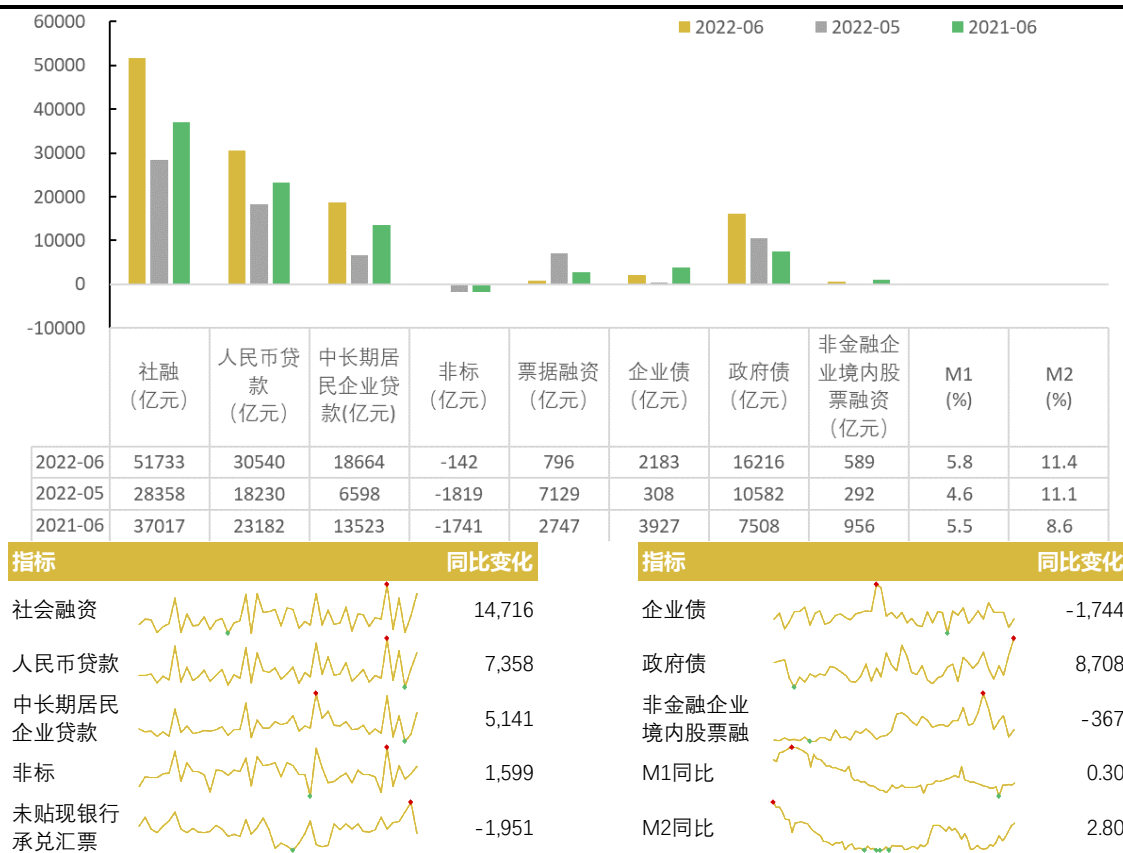 60000
50000
40000
30000
20000
10000
0
-10000
2022-06 2022-05 2021-06
社融
（亿元）
人民币贷
款
（亿元）
中长期居
民企业贷
款(亿元)
非标
（亿元）
票据融资
（亿元）
企业债
（亿元）
政府债
（亿元）
非金融企
业境内股
票融资
（亿元）
M1
(%)
M2
(%)
2022-06 51733 30540 18664 -142 796 2183 16216 589 5.8 11.4
2022-05 28358 18230 6598 -1819 7129 308 10582 292 4.6 11.1
2021-06 37017 23182 13523 -1741 2747 3927 7508 956 5.5 8.6
指标 同比变化
社会融资 14,716
人民币贷款 7,358
中长期居民
企业贷款 5,141
非标 1,599
未贴现银行
承兑汇票 -1,951
指标 同比变化
企业债 -1,744
政府债 8,708
非金融企业
境内股票融 -367
M1同比 0.30
M2同比 2.80